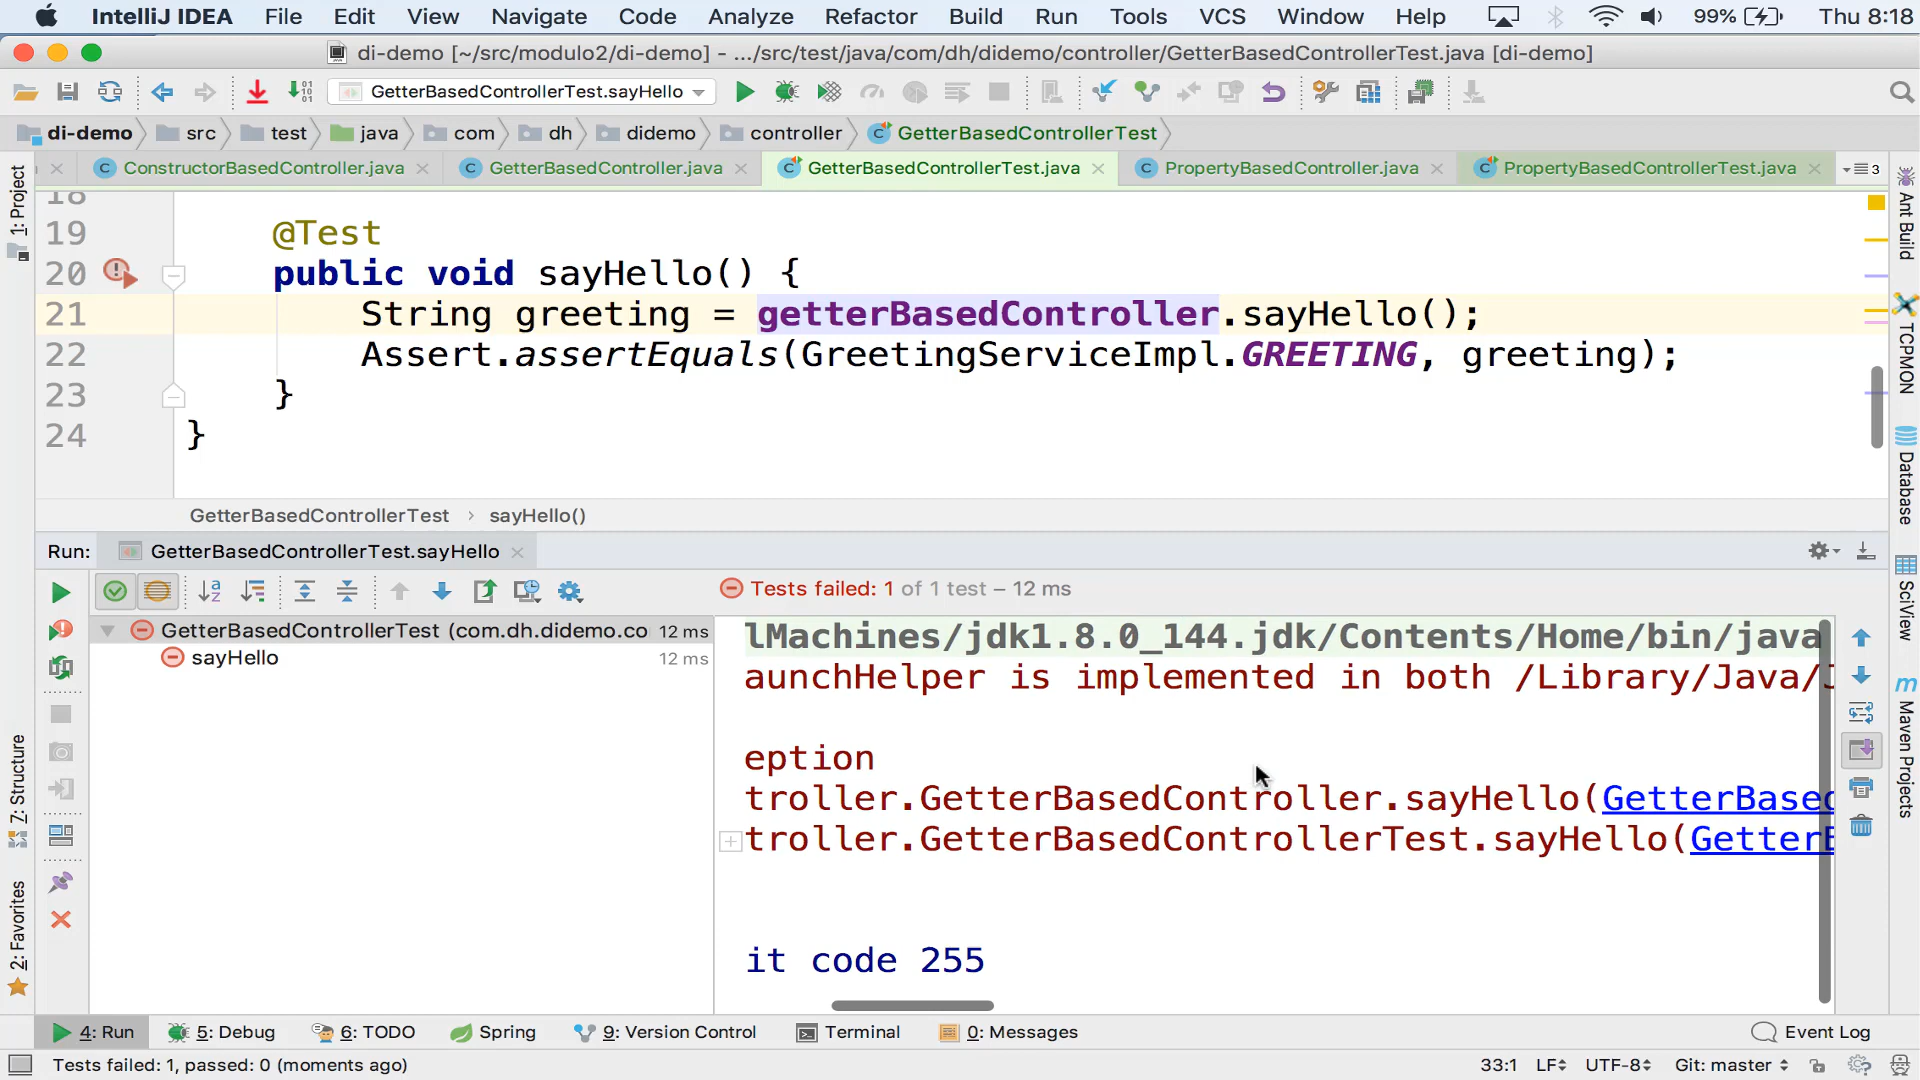 IntelliJ IDEA File Edit View Navigate Code Analyze Refactor Build Run Tools VCS Window Help 99% Thu 8:18
di-demo [~/src/modulo2/di-demo] - .../src/test/java/com/dh/didemo/controller/GetterBasedControllerTest.java [di-demo]
GetterBasedControllerTest.sayHello
di-demo src test java com dh didemo controller GetterBasedControllerTest
ConstructorBasedController.java GetterBasedController.java GetterBasedControllerTest.java PropertyBasedController.java PropertyBasedControllerTest.java 3
18
19 @Test
20 public void sayHello() {
21 String greeting = getterBasedController.sayHello();
22 Assert.assertEquals(GreetingServiceImpl.GREETING, greeting);
23 }
24 }
GetterBasedControllerTest › sayHello()
Run: GetterBasedControllerTest.sayHello
Tests failed: 1 of 1 test – 12 ms
GetterBasedControllerTest (com.dh.didemo.co 12 ms
sayHello 12 ms
lMachines/jdk1.8.0_144.jdk/Contents/Home/bin/java
aunchHelper is implemented in both /Library/Java/J
eption
troller.GetterBasedController.sayHello(GetterBased
troller.GetterBasedControllerTest.sayHello(GetterB
it code 255
1: Project
7: Structure
2: Favorites
Ant Build
TCPMON
Database
SciView
Maven Projects
4: Run 5: Debug 6: TODO Spring 9: Version Control Terminal 0: Messages Event Log
Tests failed: 1, passed: 0 (moments ago) 33:1 LF UTF-8 Git: master